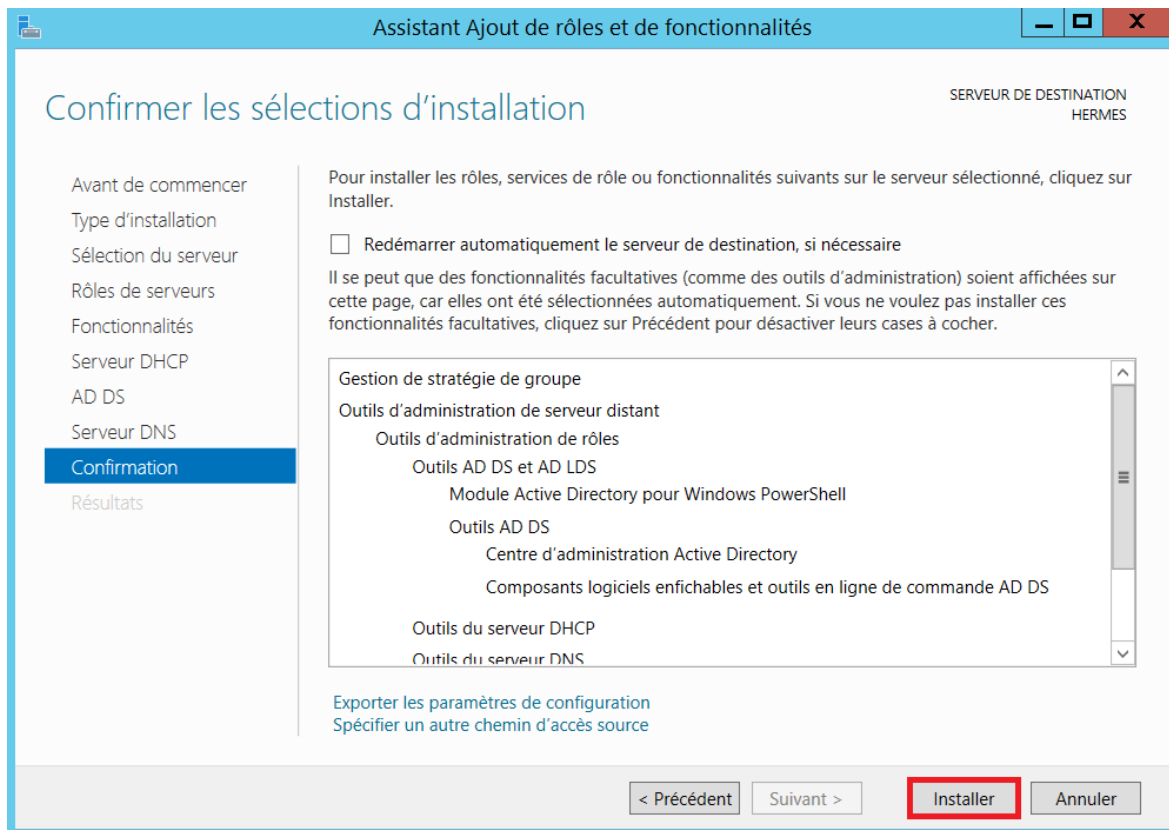 Assistant Ajout de rôles et de fonctionnalités
Confirmer les sélections d'installation
SERVEUR DE DESTINATION
HERMES
Avant de commencer
Type d'installation
Sélection du serveur
Rôles de serveurs
Fonctionnalités
Serveur DHCP
AD DS
Serveur DNS
Confirmation
Résultats
Pour installer les rôles, services de rôle ou fonctionnalités suivants sur le serveur sélectionné, cliquez sur
Installer.
Redémarrer automatiquement le serveur de destination, si nécessaire
Il se peut que des fonctionnalités facultatives (comme des outils d'administration) soient affichées sur
cette page, car elles ont été sélectionnées automatiquement. Si vous ne voulez pas installer ces
fonctionnalités facultatives, cliquez sur Précédent pour désactiver leurs cases à cocher.
Gestion de stratégie de groupe
Outils d'administration de serveur distant
Outils d'administration de rôles
Outils AD DS et AD LDS
Module Active Directory pour Windows PowerShell
Outils AD DS
Centre d'administration Active Directory
Composants logiciels enfichables et outils en ligne de commande AD DS
Outils du serveur DHCP
Outils du serveur DNS
Exporter les paramètres de configuration
Spécifier un autre chemin d'accès source
< Précédent
Suivant >
Installer
Annuler